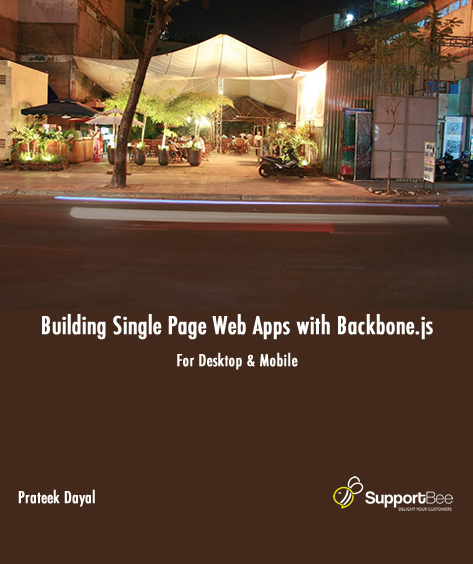 Building Single Page Web Apps with Backbone.js
For Desktop & Mobile
Prateek Dayal
SupportBee
DELIGHT YOUR CUSTOMERS